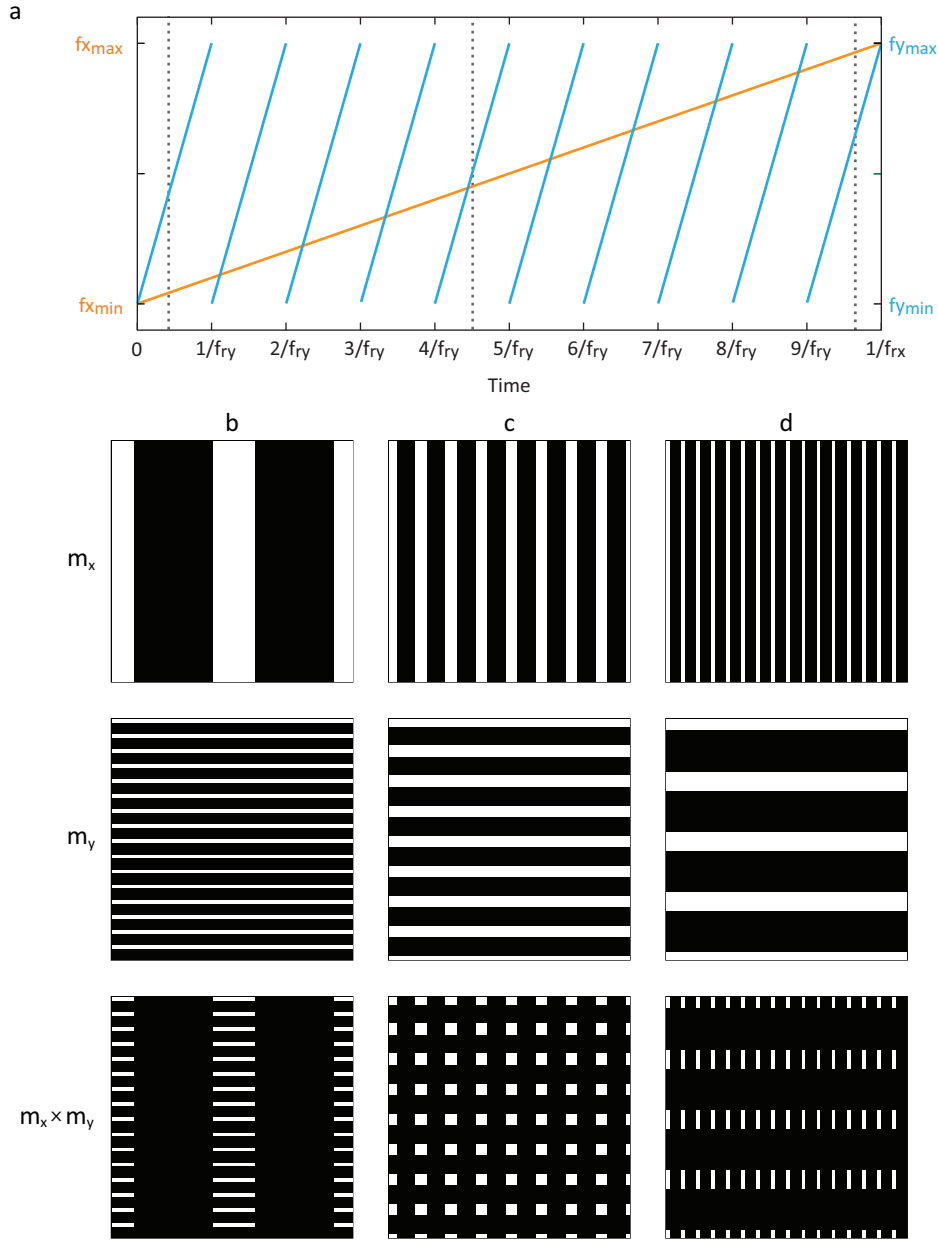 a
fxmax fymax
fxmin fymin
0 1/fry 2/fry 3/fry 4/fry 5/fry 6/fry 7/fry 8/fry 9/fry 1/frx
Time
b c d
mx
my
mx × my